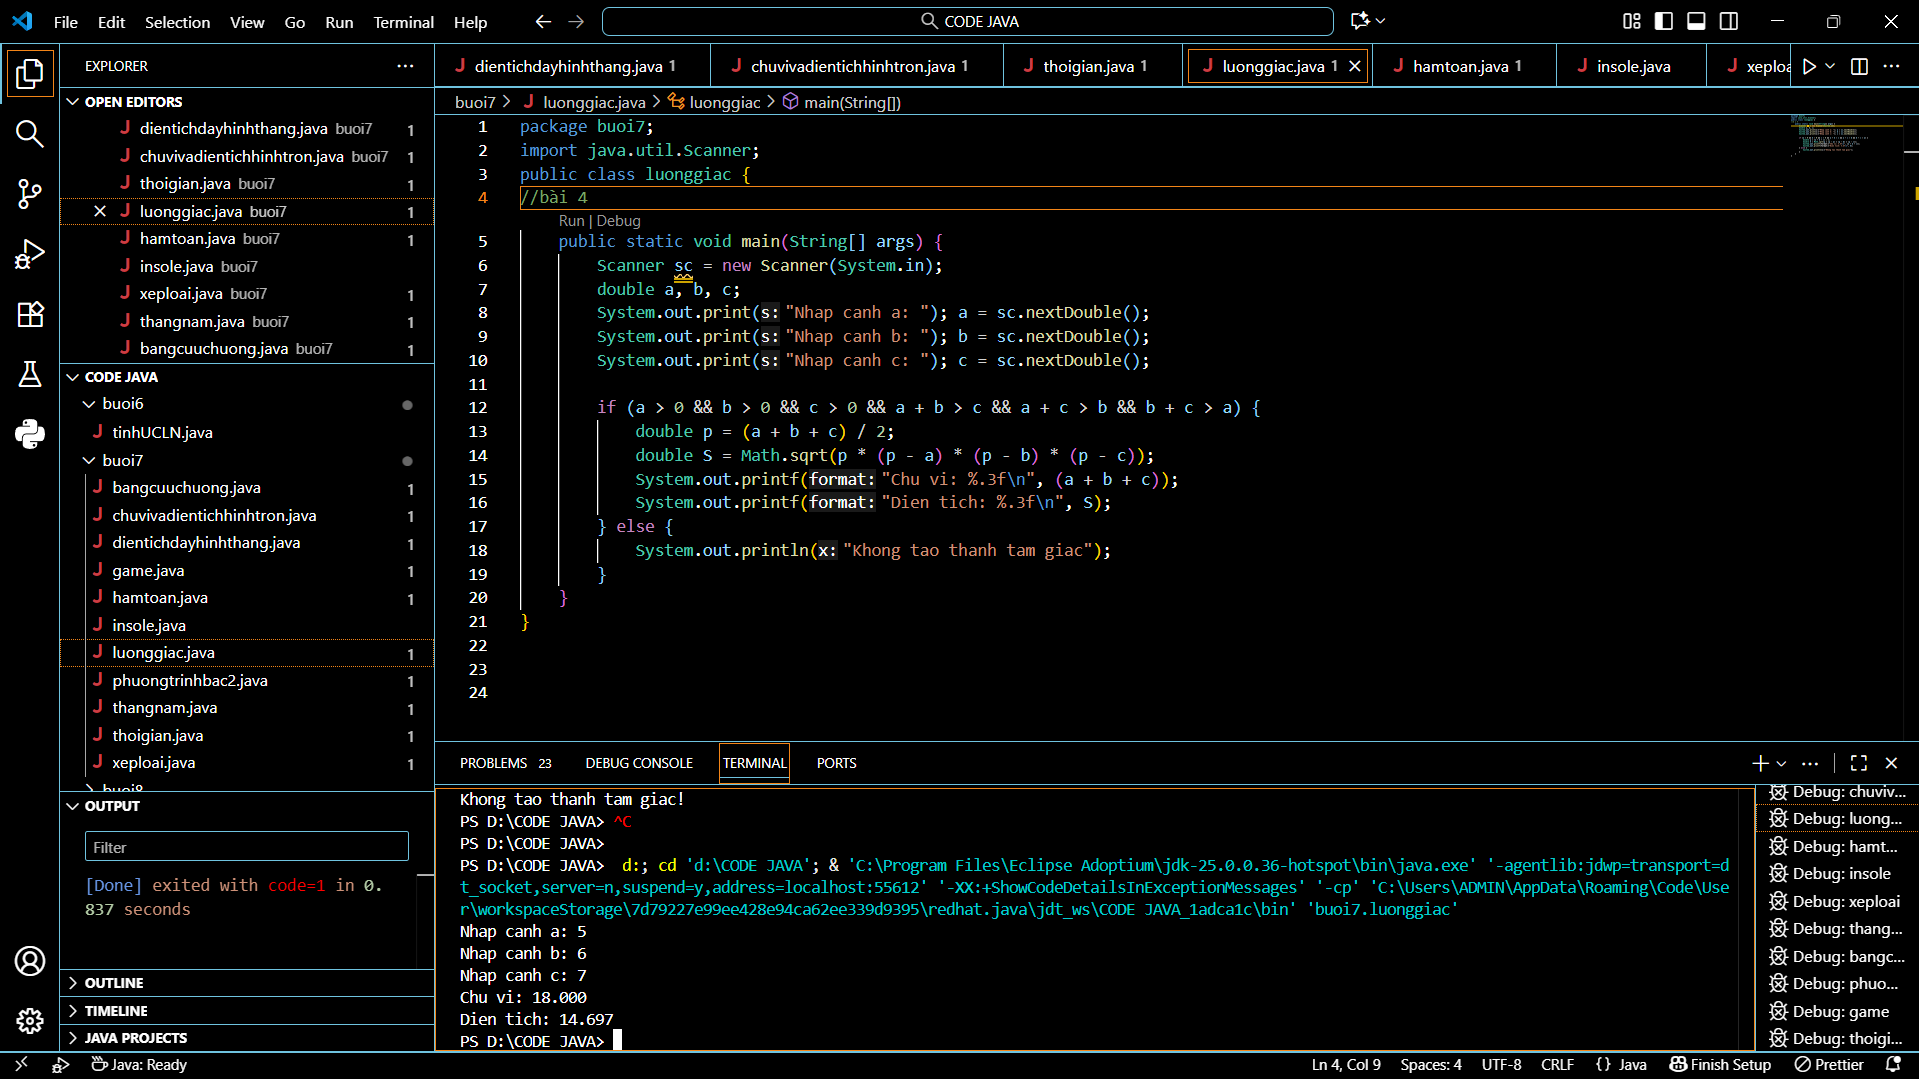 File Edit Selection View Go Run Terminal Help
CODE JAVA
EXPLORER
OPEN EDITORS
dientichdayhinhthang.java buoi7 1
chuvivadientichhinhtron.java buoi7 1
thoigian.java buoi7 1
luonggiac.java buoi7 1
hamtoan.java buoi7 1
insole.java buoi7
xeploai.java buoi7 1
thangnam.java buoi7 1
bangcuuchuong.java buoi7 1
CODE JAVA
buoi6
tinhUCLN.java
buoi7
bangcuuchuong.java 1
chuvivadientichhinhtron.java 1
dientichdayhinhthang.java 1
game.java 1
hamtoan.java 1
insole.java
luonggiac.java 1
phuongtrinhbac2.java 1
thangnam.java 1
thoigian.java 1
xeploai.java 1
buoi8
OUTPUT
Filter
[Done] exited with code=1 in 0.
837 seconds
OUTLINE
TIMELINE
JAVA PROJECTS
dientichdayhinhthang.java 1 chuvivadientichhinhtron.java 1 thoigian.java 1 luonggiac.java 1 hamtoan.java 1 insole.java xeploa
buoi7 > luonggiac.java > luonggiac > main(String[])
1 package buoi7;
2 import java.util.Scanner;
3 public class luonggiac {
4 //bài 4
Run | Debug
5 public static void main(String[] args) {
6 Scanner sc = new Scanner(System.in);
7 double a, b, c;
8 System.out.print(s: "Nhap canh a: "); a = sc.nextDouble();
9 System.out.print(s: "Nhap canh b: "); b = sc.nextDouble();
10 System.out.print(s: "Nhap canh c: "); c = sc.nextDouble();
11
12 if (a > 0 && b > 0 && c > 0 && a + b > c && a + c > b && b + c > a) {
13 double p = (a + b + c) / 2;
14 double S = Math.sqrt(p * (p - a) * (p - b) * (p - c));
15 System.out.printf(format: "Chu vi: %.3f\n", (a + b + c));
16 System.out.printf(format: "Dien tich: %.3f\n", S);
17 } else {
18 System.out.println(x: "Khong tao thanh tam giac");
19 }
20 }
21 }
22
23
24
PROBLEMS 23 DEBUG CONSOLE TERMINAL PORTS
Khong tao thanh tam giac!
PS D:\CODE JAVA> ^C
PS D:\CODE JAVA>
PS D:\CODE JAVA> d:; cd 'd:\CODE JAVA'; & 'C:\Program Files\Eclipse Adoptium\jdk-25.0.0.36-hotspot\bin\java.exe' '-agentlib:jdwp=transport=d
t_socket,server=n,suspend=y,address=localhost:55612' '-XX:+ShowCodeDetailsInExceptionMessages' '-cp' 'C:\Users\ADMIN\AppData\Roaming\Code\Use
r\workspaceStorage\7d79227e99ee428e94ca62ee339d9395\redhat.java\jdt_ws\CODE JAVA_1adca1c\bin' 'buoi7.luonggiac'
Nhap canh a: 5
Nhap canh b: 6
Nhap canh c: 7
Chu vi: 18.000
Dien tich: 14.697
PS D:\CODE JAVA>
Debug: chuviv...
Debug: luong...
Debug: hamt...
Debug: insole
Debug: xeploai
Debug: thang...
Debug: bangc...
Debug: phuo...
Debug: game
Debug: thoigi...
Java: Ready
Ln 4, Col 9 Spaces: 4 UTF-8 CRLF {} Java Finish Setup Prettier